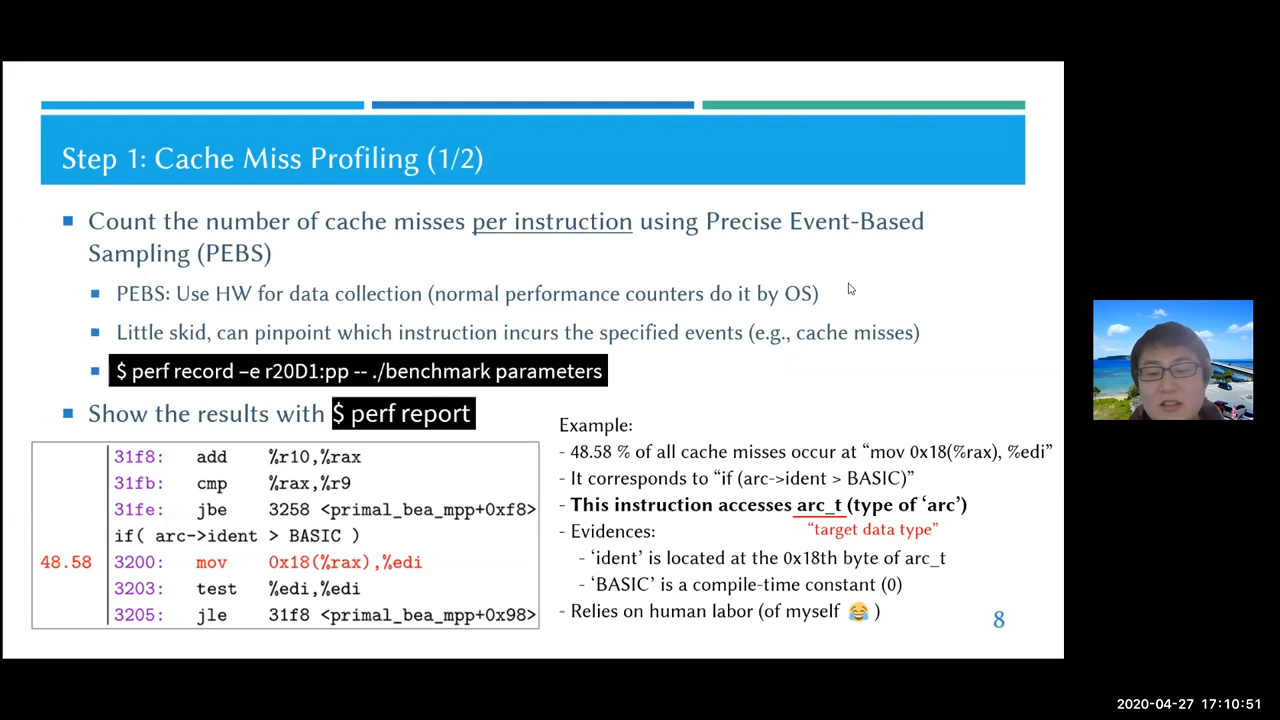 Step 1: Cache Miss Profiling (1/2)
Count the number of cache misses per instruction using Precise Event-Based
Sampling (PEBS)
PEBS: Use HW for data collection (normal performance counters do it by OS)
Little skid, can pinpoint which instruction incurs the specified events (e.g., cache misses)
$ perf record –e r20D1:pp -- ./benchmark parameters
Show the results with $ perf report
31f8: add %r10,%rax
31fb: cmp %rax,%r9
31fe: jbe 3258 <primal_bea_mpp+0xf8>
if( arc->ident > BASIC )
48.58 3200: mov 0x18(%rax),%edi
3203: test %edi,%edi
3205: jle 31f8 <primal_bea_mpp+0x98>
Example:
- 48.58 % of all cache misses occur at “mov 0x18(%rax), %edi”
- It corresponds to “if (arc->ident > BASIC)”
- This instruction accesses arc_t (type of ‘arc’)
- Evidences:
“target data type”
- ‘ident’ is located at the 0x18th byte of arc_t
- ‘BASIC’ is a compile-time constant (0)
- Relies on human labor (of myself 😂 )
8
2020-04-27 17:10:51